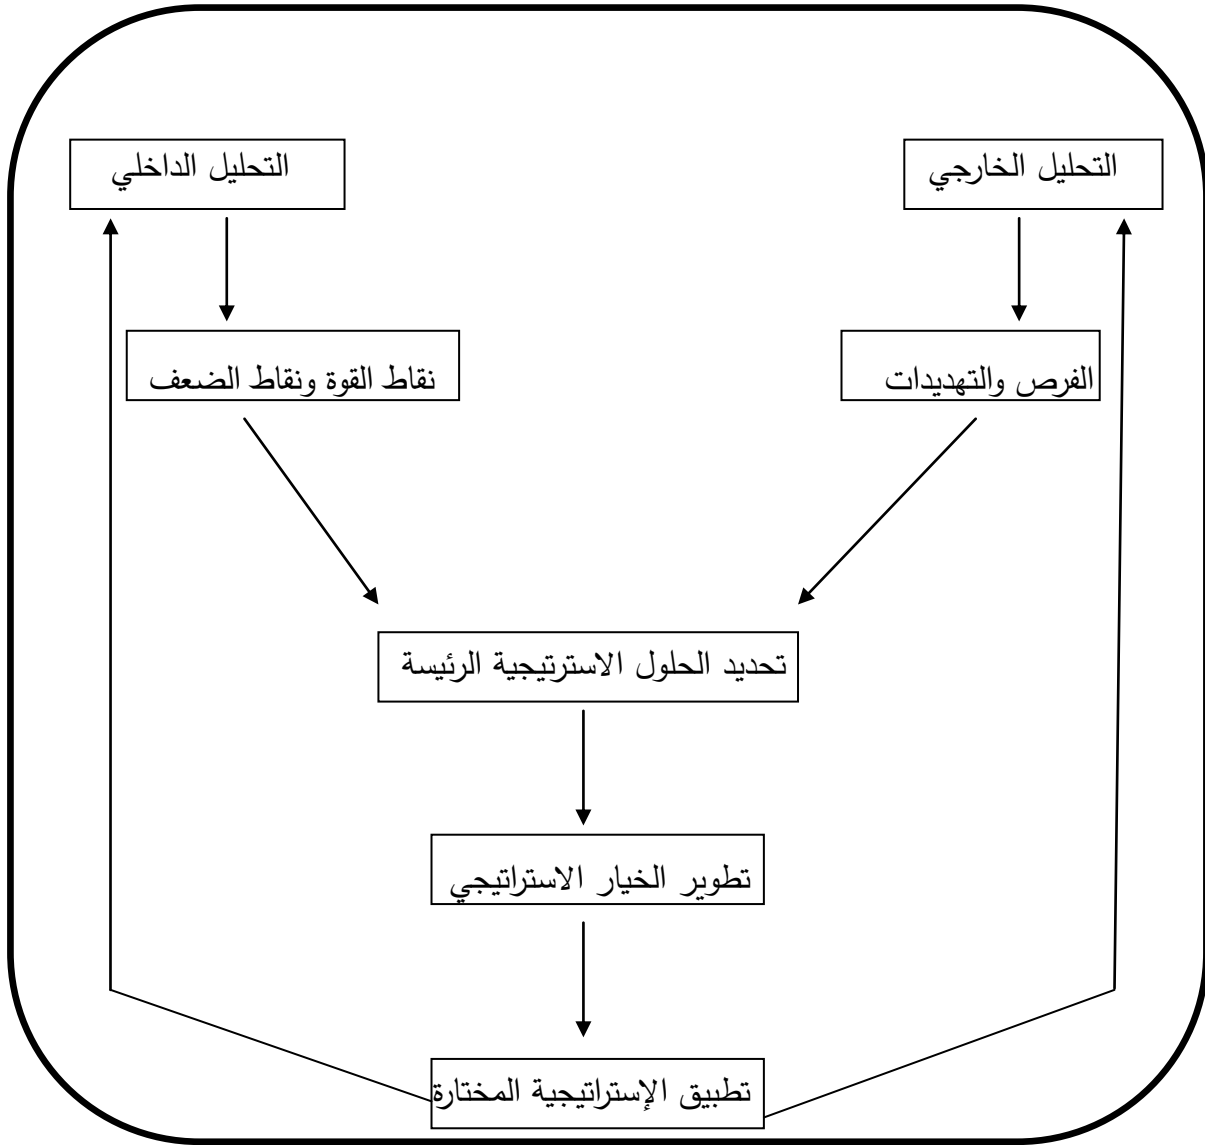 التحليل الخارجي
التحليل الداخلي
الفرص والتهديدات
نقاط القوة ونقاط الضعف
تحديد الحلول الاسترتيجية الرئيسة
تطوير الخيار الاستراتيجي
تطبيق الإستراتيجية المختارة